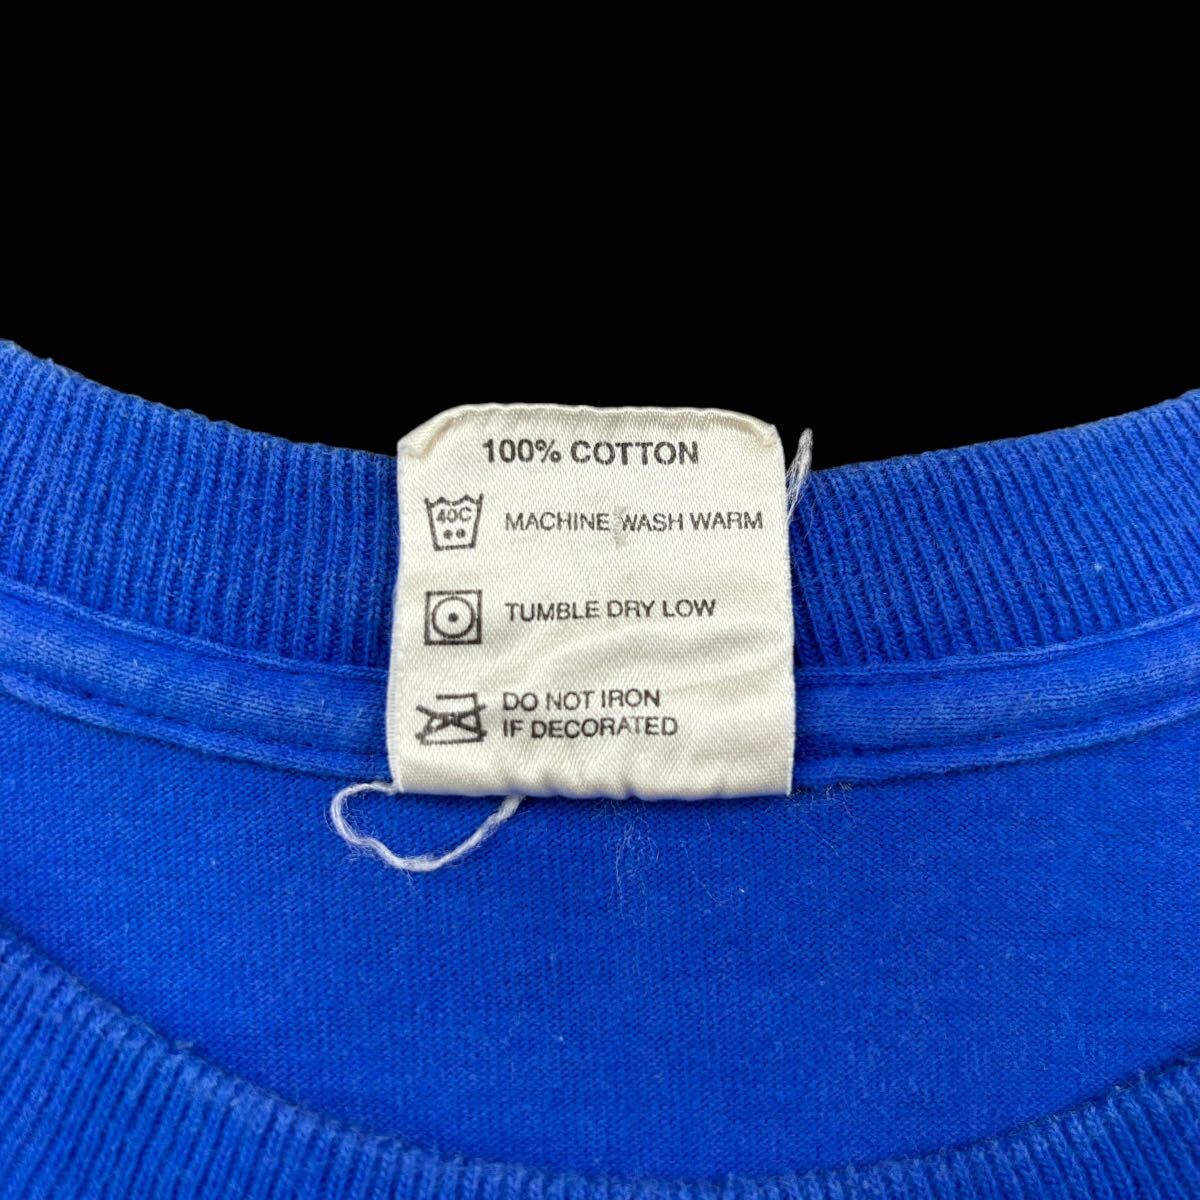 100% COTTON
40C
MACHINE WASH WARM
TUMBLE DRY LOW
DO NOT IRON
IF DECORATED